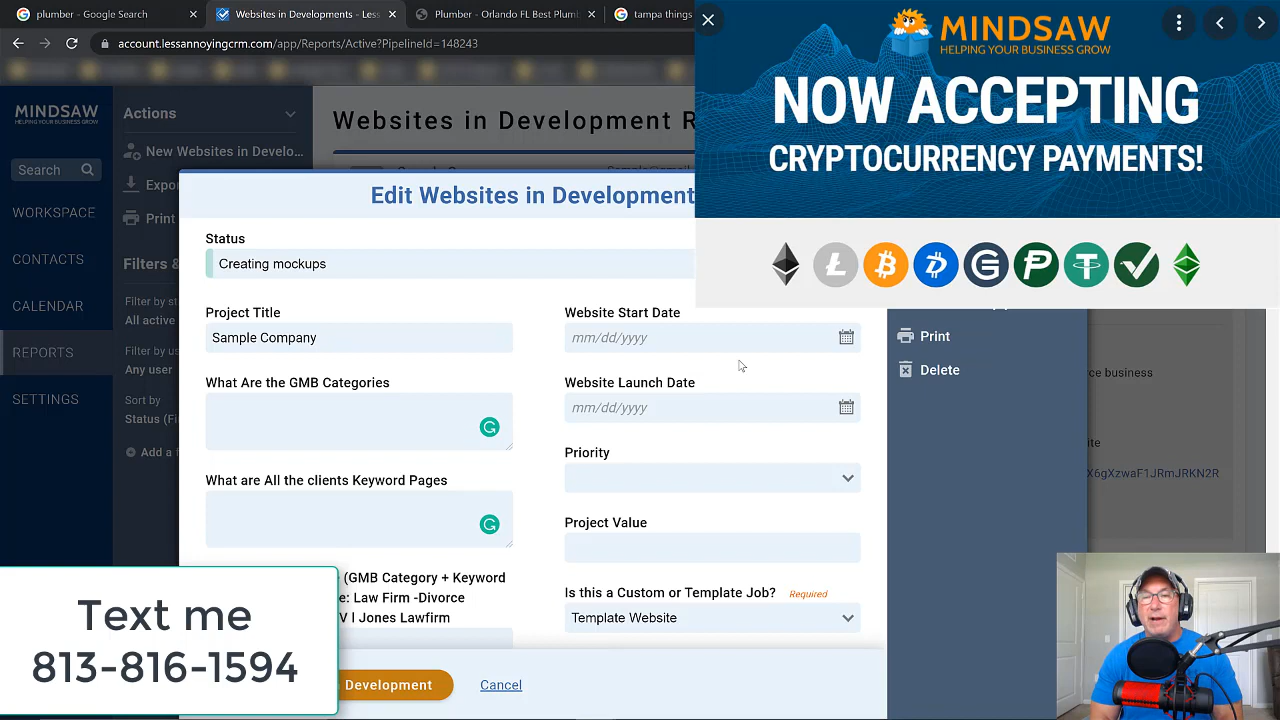 plumber - Google Search
Websites in Developments - Less
Plumber - Orlando FL Best Plumb
tampa things
account.lessannoyingcrm.com/app/Reports/Active?PipelineId=148243
MINDSAW
HELPING YOUR BUSINESS GROW
NOW ACCEPTING
CRYPTOCURRENCY PAYMENTS!
MINDSAW
HELPING YOUR BUSINESS GROW
Search
WORKSPACE
CONTACTS
CALENDAR
REPORTS
SETTINGS
Actions
New Websites in Develo...
Expor
Print
Filters &
Filter by st
All active
Filter by us
Any user
Sort by
Status (Fi
Add a f
Websites in Development R
Edit Websites in Development
Status
Creating mockups
Project Title
Sample Company
What Are the GMB Categories
What are All the clients Keyword Pages
(GMB Category + Keyword
e: Law Firm -Divorce
V l Jones Lawfirm
Website Start Date
mm/dd/yyyy
Website Launch Date
mm/dd/yyyy
Priority
Project Value
Is this a Custom or Template Job? Required
Template Website
Development
Cancel
Print
Delete
rce business
ite
X6gXzwaF1JRmJRKN2R
Text me
813-816-1594